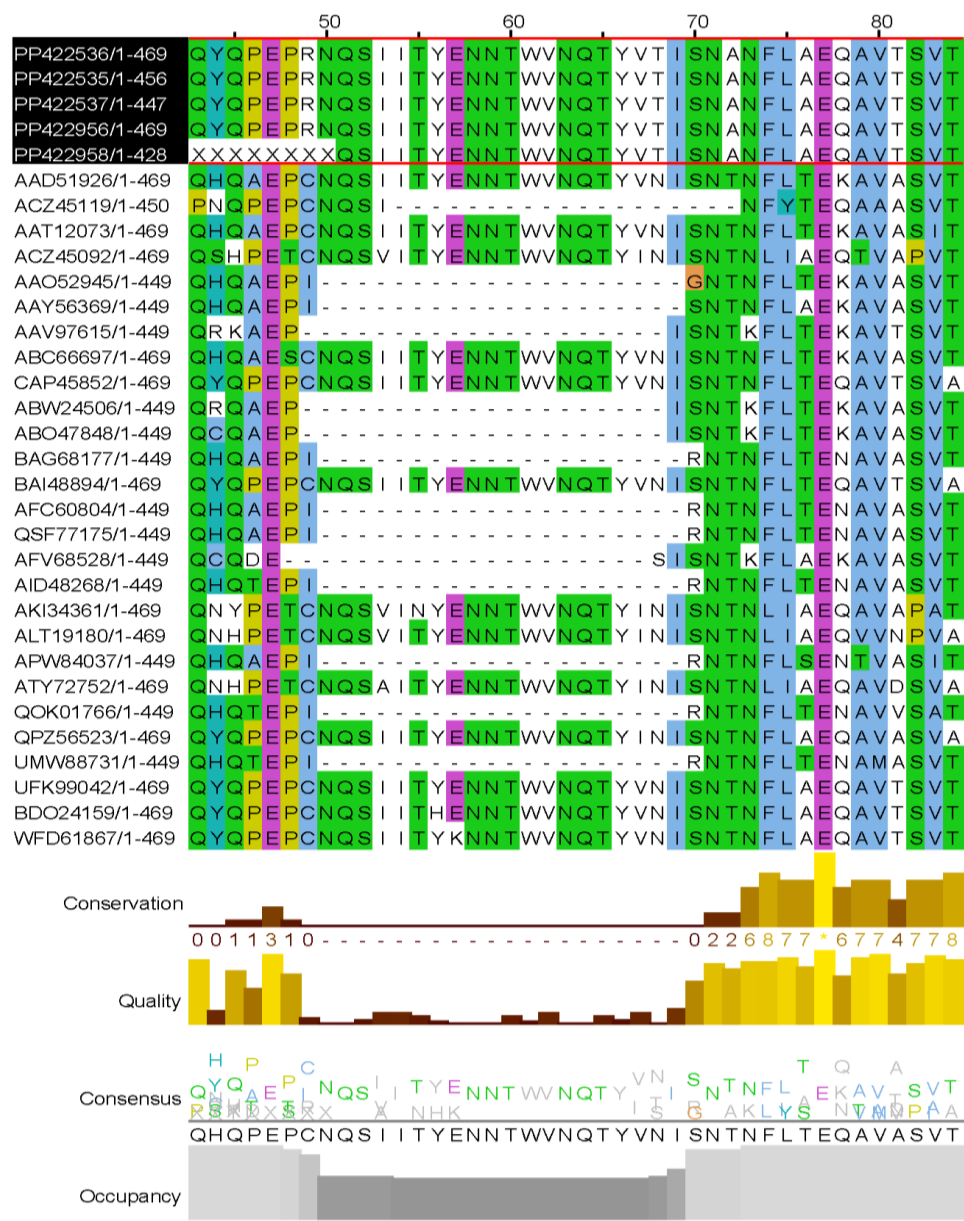 50 60 70 80
PP422536/1-469 QYQPEPRNQSIITYENNTWVNQTYVTISNANFLAEQAVTSVT
PP422535/1-456 QYQPEPRNQSIITYENNTWVNQTYVTISNANFLAEQAVTSVT
PP422537/1-447 QYQPEPRNQSIITYENNTWVNQTYVTISNANFLAEQAVTSVT
PP422956/1-469 QYQPEPRNQSIITYENNTWVNQTYVTISNANFLAEQAVTSVT
PP422958/1-428 XXXXXXXXQSIITYENNTWVNQTYVTISNANFLAEQAVTSVT
AAD51926/1-469 QHQAEPCNQSIITYENNTWVNQTYVNISNTNFLTEKAVASVT
ACZ45119/1-450 PNQPEPCNQSI-------------------NFYTEQAAASVT
AAT12073/1-469 QHQAEPCNQSIITYENNTWVNQTYVNISNTNFLTEKAVASIT
ACZ45092/1-469 QSHPETCNQSVITYENNTWVNQTYINISNTNLIAEQTVAPVT
AAO52945/1-449 QHQAEPI--------------------GNTNFLTEKAVASVT
AAY56369/1-449 QHQAEPI--------------------SNTNFLAEKAVASVT
AAV97615/1-449 QRKAEP--------------------ISNTKFLTEKAVTSVT
ABC66697/1-469 QHQAESCNQSIITYENNTWVNQTYVNISNTNFLTEKAVASVT
CAP45852/1-469 QYQPEPCNQSIITYENNTWVNQTYVNISNTNFLTEQAVTSVA
ABW24506/1-449 QRQAEP--------------------ISNTKFLTEKAVASVT
ABO47848/1-449 QCQAEP--------------------ISNTKFLTEKAVASVT
BAG68177/1-449 QHQAEPI--------------------RNTNFLTENAVASVT
BAI48894/1-469 QYQPEPCNQSIITYENNTWVNQTYVNISNTNFLTEQAVTSVA
AFC60804/1-449 QHQAEPI--------------------RNTNFLTENAVASVT
QSF77175/1-449 QHQAEPI--------------------RNTNFLTENAVASVT
AFV68528/1-449 QCQDE--------------------SISNTKFLAEKAVASVT
AID48268/1-449 QHQTEPI--------------------RNTNFLTENAVASVT
AKI34361/1-469 QNYPETCNQSVINYENNTWVNQTYINISNTNLIAEQAVAPAT
ALT19180/1-469 QNHPETCNQSVITYENNTWVNQTYINISNTNLIAEQVVNPVA
APW84037/1-449 QHQAEPI--------------------RNTNFLSENTVASIT
ATY72752/1-469 QNHPETCNQSAITYENNTWVNQTYINISNTNLIAEQAVDSVA
QOK01766/1-449 QHQTEPI--------------------RNTNFLTENAVVSAT
QPZ56523/1-469 QYQPEPCNQSIITYENNTWVNQTYINISNTNFLAEQAVASVA
UMW88731/1-449 QHQTEPI--------------------RNTNFLTENAMASVT
UFK99042/1-469 QYQPEPCNQSIITYENNTWVNQTYVNISNTNFLAEQAVTSVT
BDO24159/1-469 QYQPEPCNQSIITHENNTWVNQTYVNISNTNFLAEQAVTSVT
WFD61867/1-469 QYQPEPCNQSIITYKNNTWVNQTYVNISNTNFLAEQAVTSVT
Conservation
0011310--------------------0226877*6774778
Quality
Consensus
QHQPEPCNQSIITYENNTWVNQTYVNISNTNFLTEQAVASVT
Occupancy